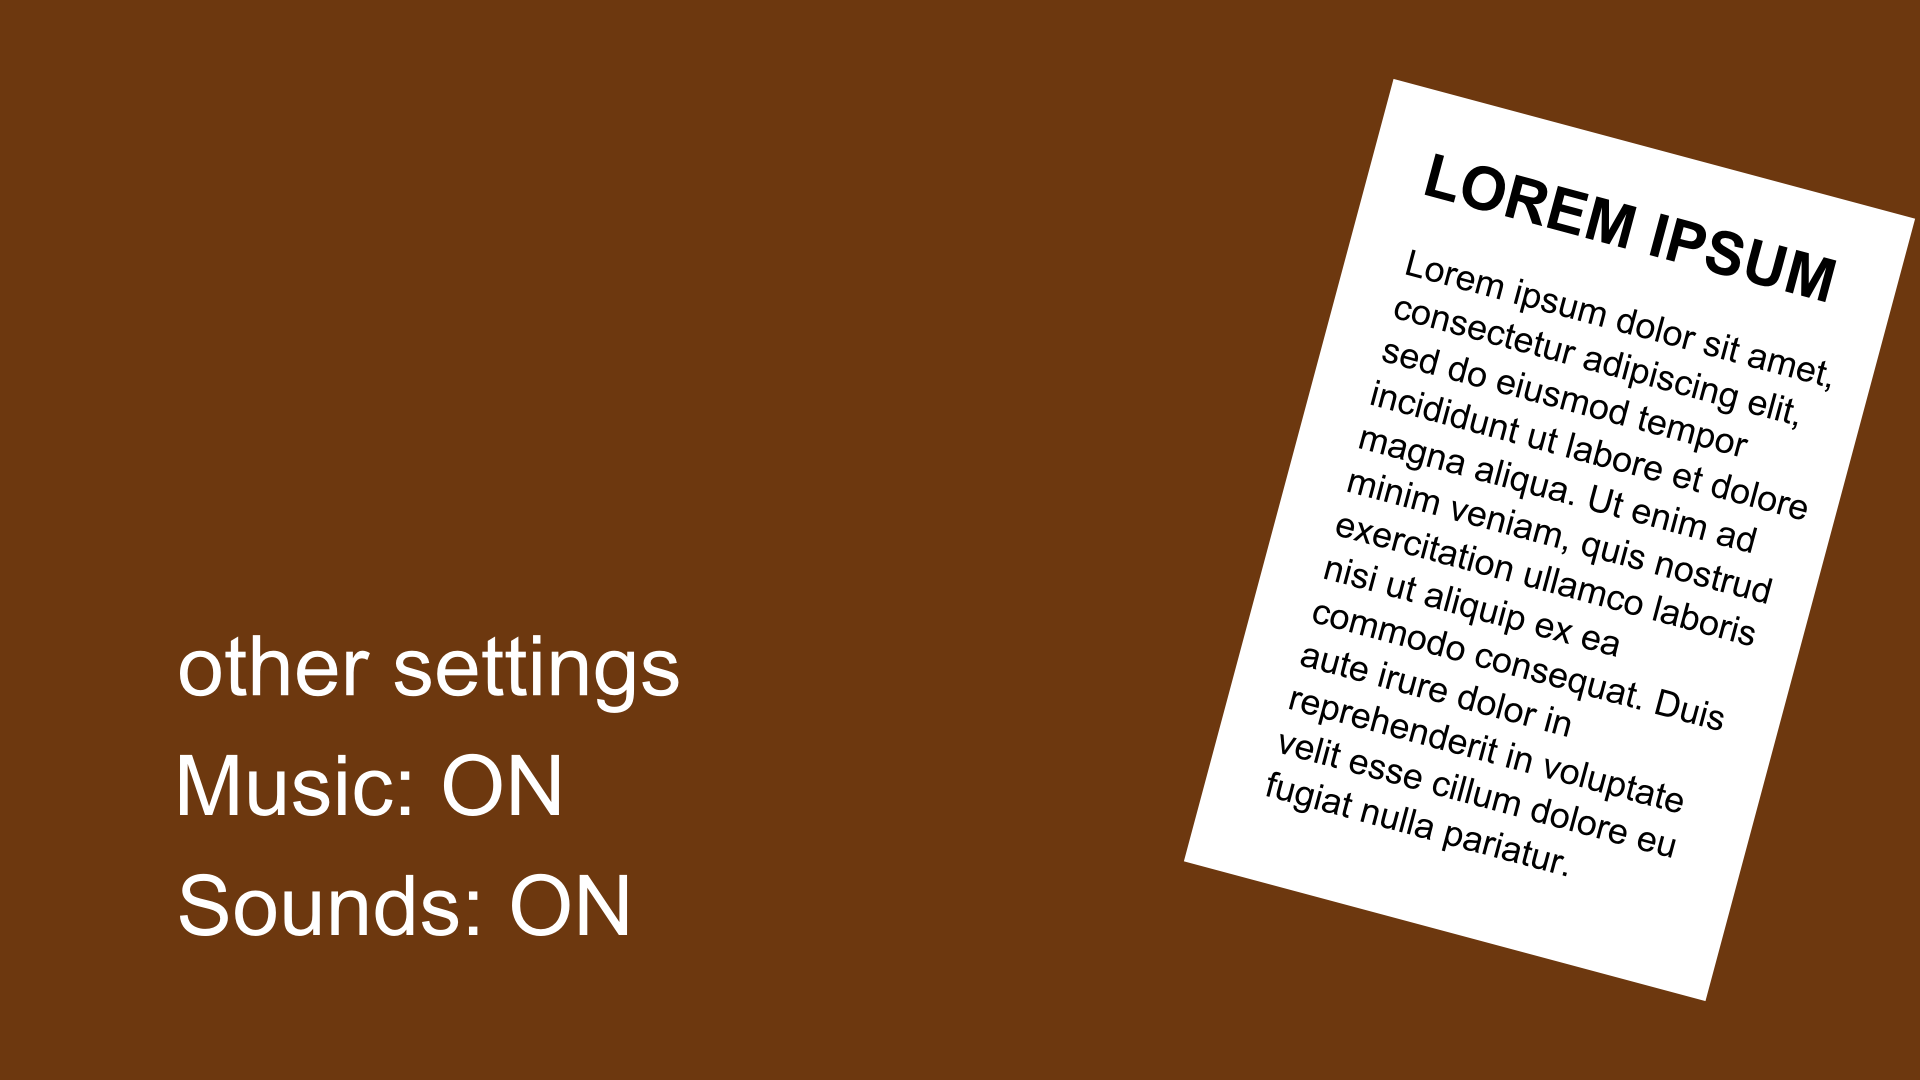 other settings
Music: ON
Sounds: ON
LOREM IPSUM
Lorem ipsum dolor sit amet,
consectetur adipiscing elit,
sed do eiusmod tempor
incididunt ut labore et dolore
magna aliqua. Ut enim ad
minim veniam, quis nostrud
exercitation ullamco laboris
nisi ut aliquip ex ea
commodo consequat. Duis
aute irure dolor in
reprehenderit in voluptate
velit esse cillum dolore eu
fugiat nulla pariatur.